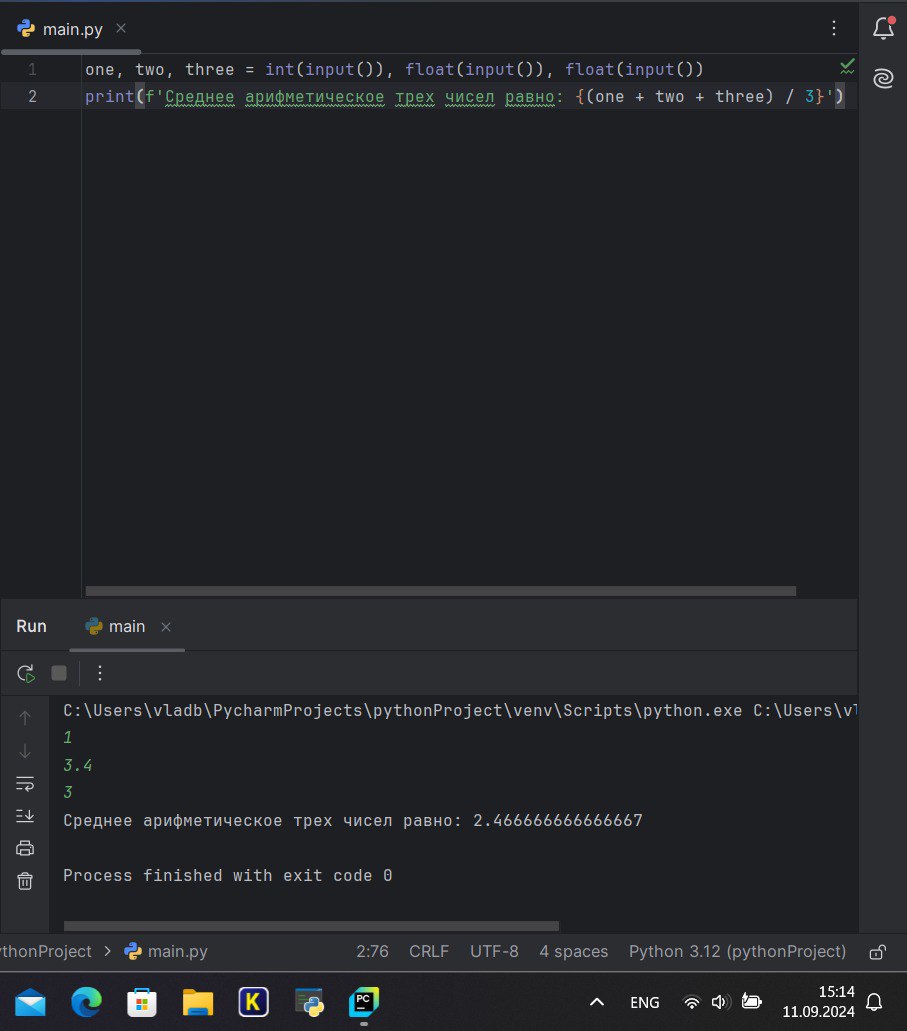 main.py
1 one, two, three = int(input()), float(input()), float(input())
2 print(f'Среднее арифметическое трех чисел равно: {(one + two + three) / 3}')
Run main
C:\Users\vladb\PycharmProjects\pythonProject\venv\Scripts\python.exe C:\Users\vl
1
3.4
3
Среднее арифметическое трех чисел равно: 2.466666666666667
Process finished with exit code 0
ythonProject > main.py 2:76 CRLF UTF-8 4 spaces Python 3.12 (pythonProject)
K PC ENG 15:14
11.09.2024